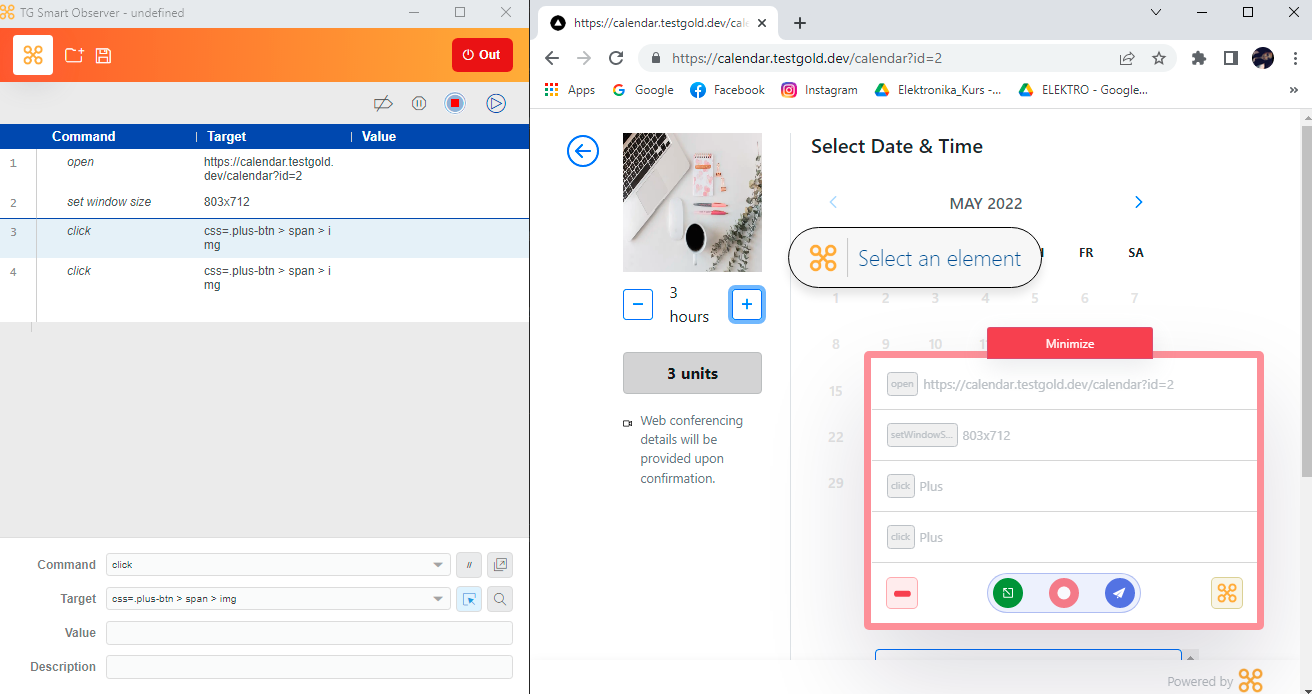 TG Smart Observer - undefined
Out
Command Target Value
1 open https://calendar.testgold.
dev/calendar?id=2
2 set window size 803x712
3 click css=.plus-btn > span > i
mg
4 click css=.plus-btn > span > i
mg
Command click //
Target css=.plus-btn > span > img
Value
Description
https://calendar.testgold.dev/ca
https://calendar.testgold.dev/calendar?id=2
Apps Google Facebook Instagram Elektronika_Kurs -... ELEKTRO - Google... »
Select Date & Time
MAY 2022
Select an element
FR SA
1 2 3 4 5 6 7
8 9 10
15
22
29
3
hours
3 units
Web conferencing
details will be
provided upon
confirmation.
Minimize
open https://calendar.testgold.dev/calendar?id=2
setWindowS... 803x712
click Plus
click Plus
Powered by